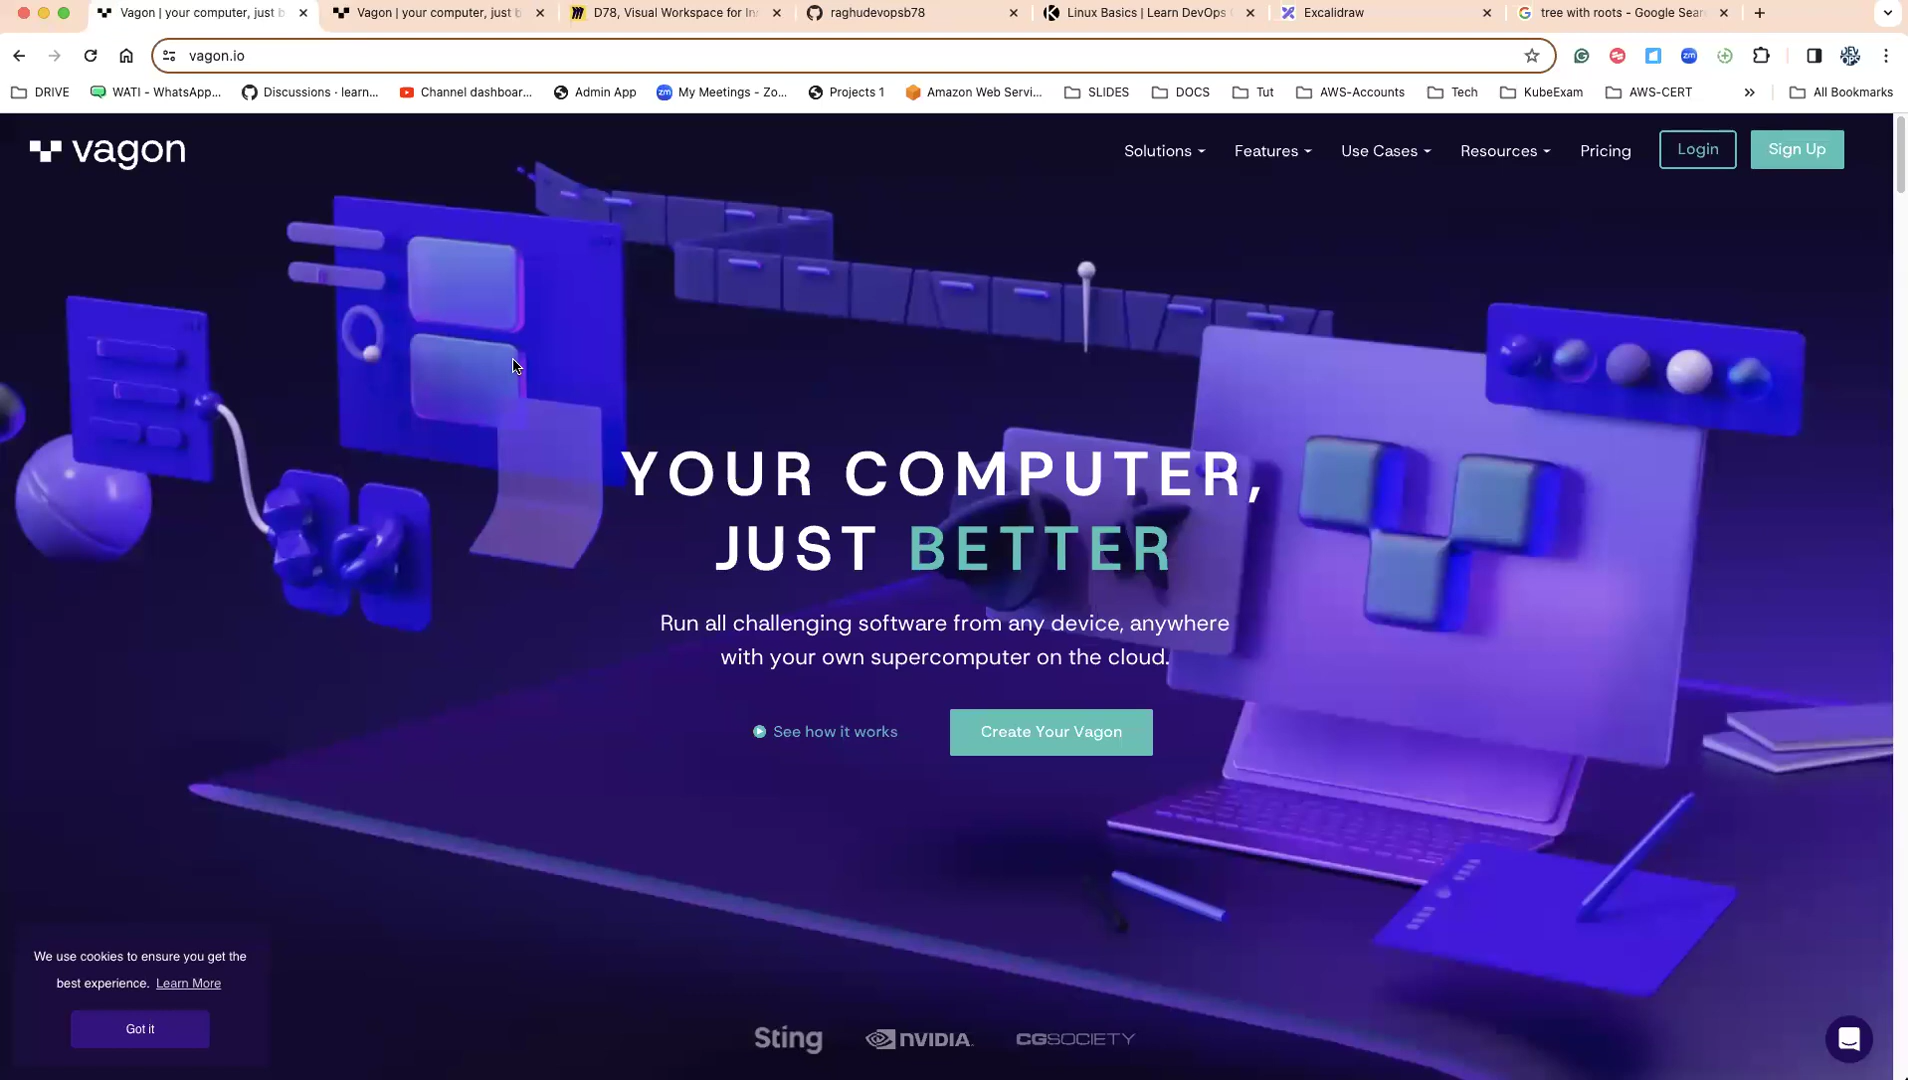 Vagon | your computer, just b
Vagon | your computer, just b
D78, Visual Workspace for In
raghudevopsb78
Linux Basics | Learn DevOps
Excalidraw
tree with roots - Google Sear
vagon.io
DRIVE
WATI - WhatsApp...
Discussions · learn...
Channel dashboar...
Admin App
My Meetings - Zo...
Projects 1
Amazon Web Servi...
SLIDES
DOCS
Tut
AWS-Accounts
Tech
KubeExam
AWS-CERT
All Bookmarks
vagon
Solutions
Features
Use Cases
Resources
Pricing
Login
Sign Up
YOUR COMPUTER,
JUST BETTER
Run all challenging software from any device, anywhere
with your own supercomputer on the cloud.
See how it works
Create Your Vagon
We use cookies to ensure you get the
best experience. Learn More
Got it
Sting
NVIDIA.
CGSOCIETY